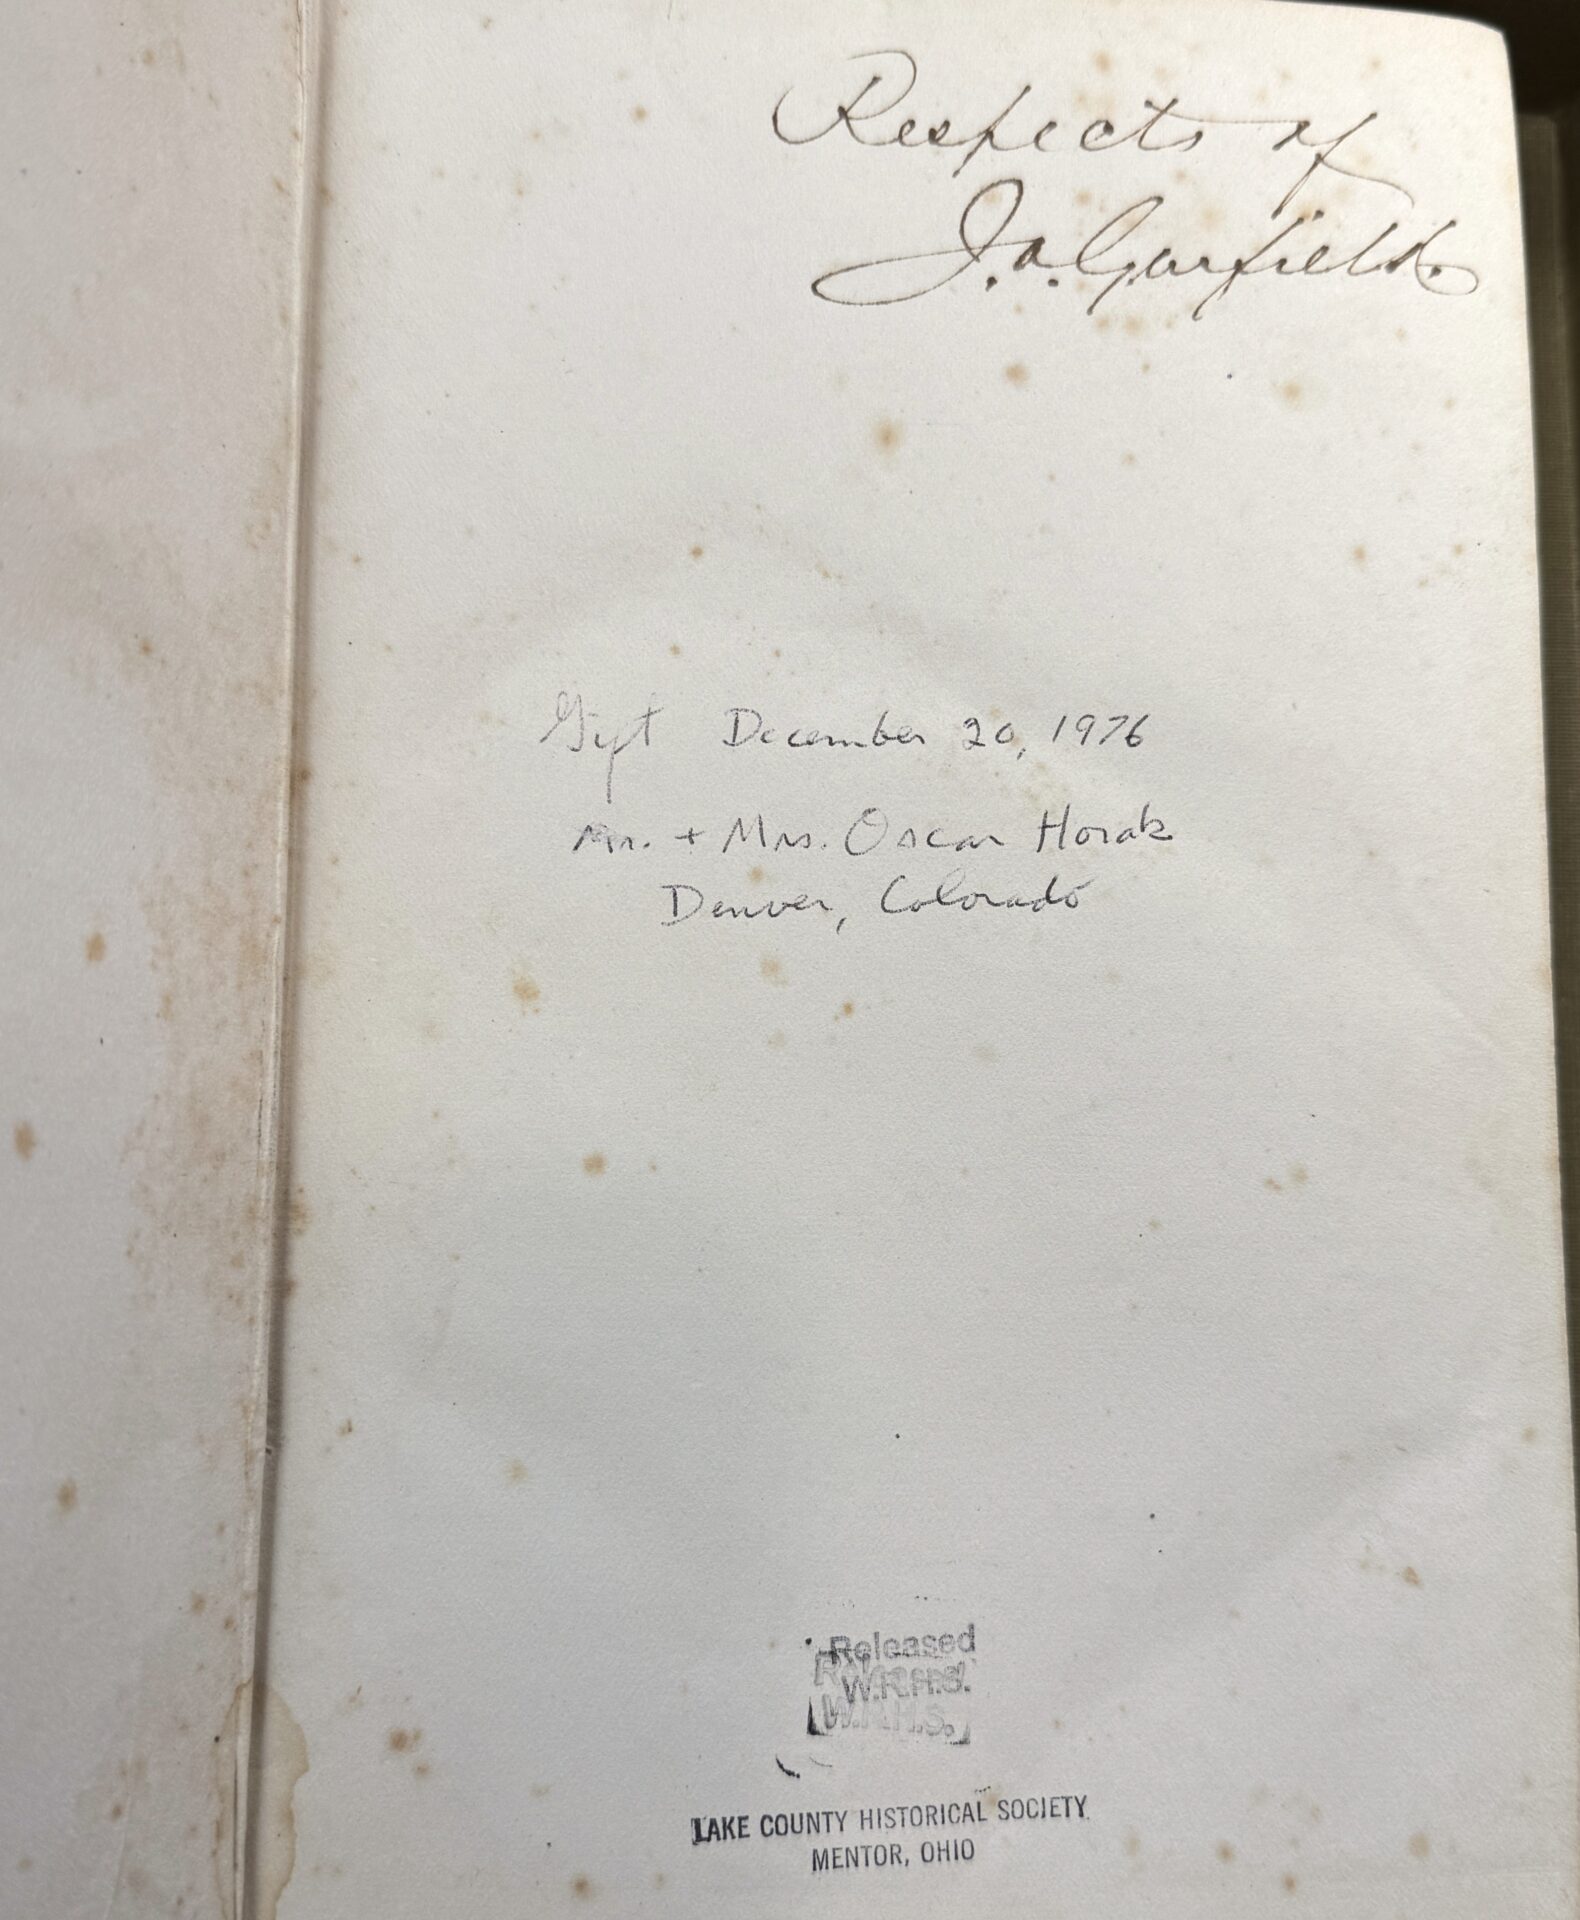 Respects of
J. A. Garfield.
Gift December 20, 1976
Mr. + Mrs. Oscar Horak
Denver, Colorado
Released
Released
W.R.H.S.
W.R.H.S.
LAKE COUNTY HISTORICAL SOCIETY
MENTOR, OHIO